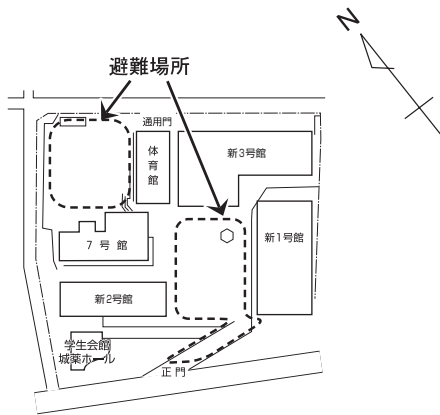 N
避難場所
通用門
体育館
新3号館
7号館
新1号館
新2号館
学生会館
城薬ホール
正門